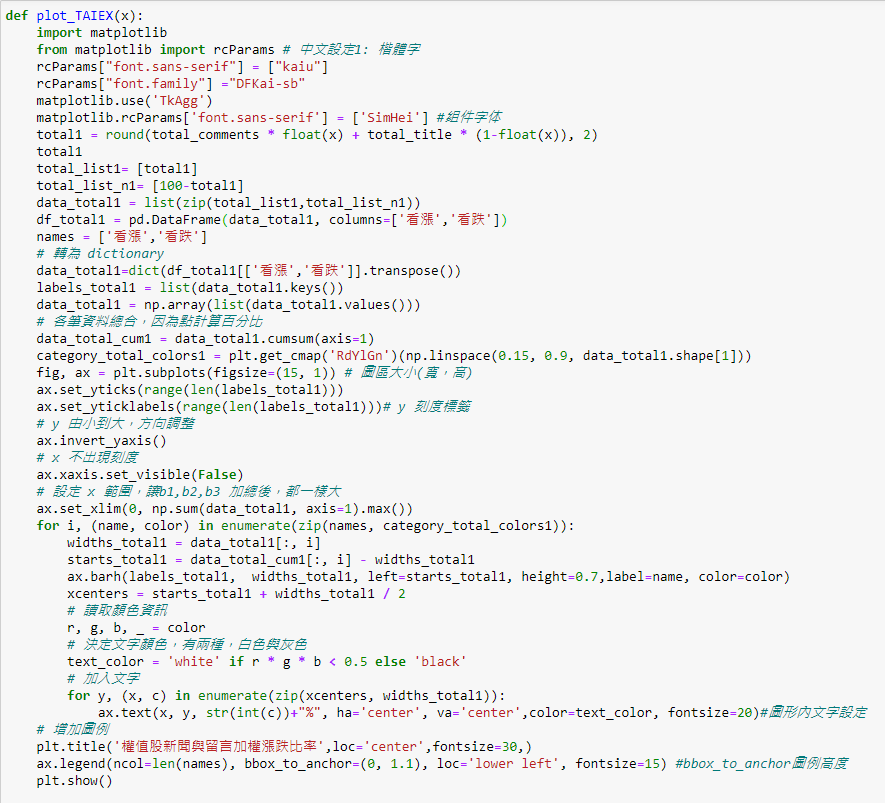 def plot_TAIEX(x):
    import matplotlib
    from matplotlib import rcParams # 中文設定1: 楷體字
    rcParams["font.sans-serif"] = ["kaiu"]
    rcParams["font.family"] ="DFKai-sb"
    matplotlib.use('TkAgg')
    matplotlib.rcParams['font.sans-serif'] = ['SimHei'] #組件字体
    total1 = round(total_comments * float(x) + total_title * (1-float(x)), 2)
    total1
    total_list1= [total1]
    total_list_n1= [100-total1]
    data_total1 = list(zip(total_list1,total_list_n1))
    df_total1 = pd.DataFrame(data_total1, columns=['看漲','看跌'])
    names = ['看漲','看跌']
    # 轉為 dictionary
    data_total1=dict(df_total1[['看漲','看跌']].transpose())
    labels_total1 = list(data_total1.keys())
    data_total1 = np.array(list(data_total1.values()))
    # 各筆資料總合，因為點計算百分比
    data_total_cum1 = data_total1.cumsum(axis=1)
    category_total_colors1 = plt.get_cmap('RdYlGn')(np.linspace(0.15, 0.9, data_total1.shape[1]))
    fig, ax = plt.subplots(figsize=(15, 1)) # 圖區大小(寬，高)
    ax.set_yticks(range(len(labels_total1)))
    ax.set_yticklabels(range(len(labels_total1)))# y 刻度標籤
    # y 由小到大，方向調整
    ax.invert_yaxis()
    # x 不出現刻度
    ax.xaxis.set_visible(False)
    # 設定 x 範圍，讓b1,b2,b3 加總後，都一樣大
    ax.set_xlim(0, np.sum(data_total1, axis=1).max())
    for i, (name, color) in enumerate(zip(names, category_total_colors1)):
        widths_total1 = data_total1[:, i]
        starts_total1 = data_total_cum1[:, i] - widths_total1
        ax.barh(labels_total1,  widths_total1, left=starts_total1, height=0.7,label=name, color=color)
        xcenters = starts_total1 + widths_total1 / 2
        # 讀取顏色資訊
        r, g, b, _ = color
        # 決定文字顏色，有兩種，白色與灰色
        text_color = 'white' if r * g * b < 0.5 else 'black'
        # 加入文字
        for y, (x, c) in enumerate(zip(xcenters, widths_total1)):
            ax.text(x, y, str(int(c))+"%", ha='center', va='center',color=text_color, fontsize=20)#圖形內文字設定
    # 增加圖例
    plt.title('權值股新聞與留言加權漲跌比率',loc='center',fontsize=30,)
    ax.legend(ncol=len(names), bbox_to_anchor=(0, 1.1), loc='lower left', fontsize=15) #bbox_to_anchor圖例高度
    plt.show()